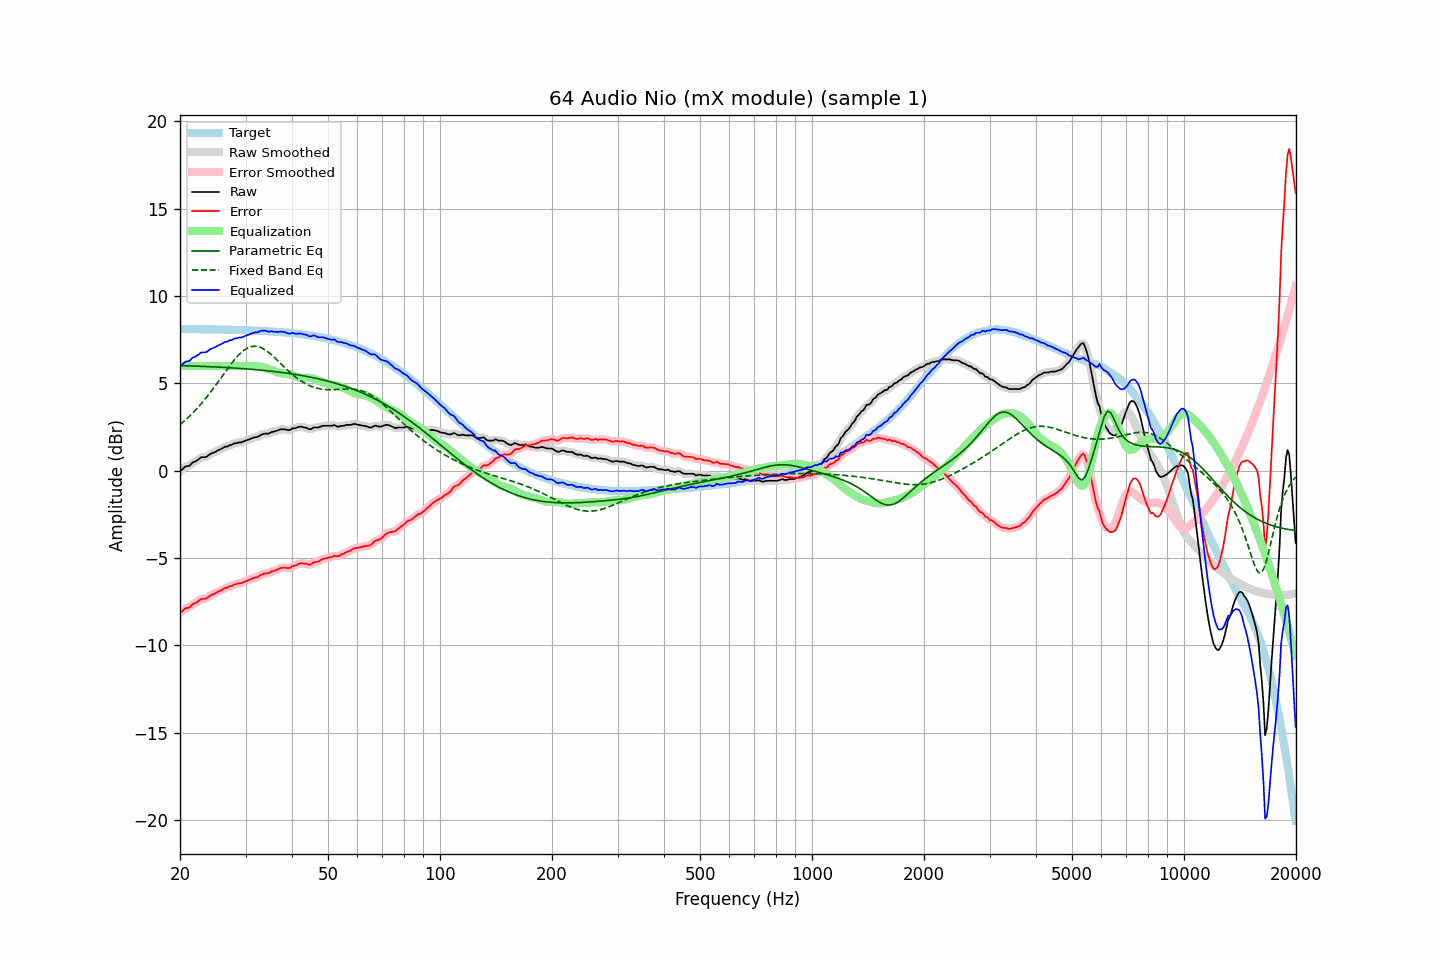 64 Audio Nio (mX module) (sample 1)
Target
Raw Smoothed
Error Smoothed
Raw
Error
Equalization
Parametric Eq
Fixed Band Eq
Equalized
Amplitude (dBr)
20
15
10
5
0
−5
−10
−15
−20
20 50 100 200 500 1000 2000 5000 10000 20000
Frequency (Hz)